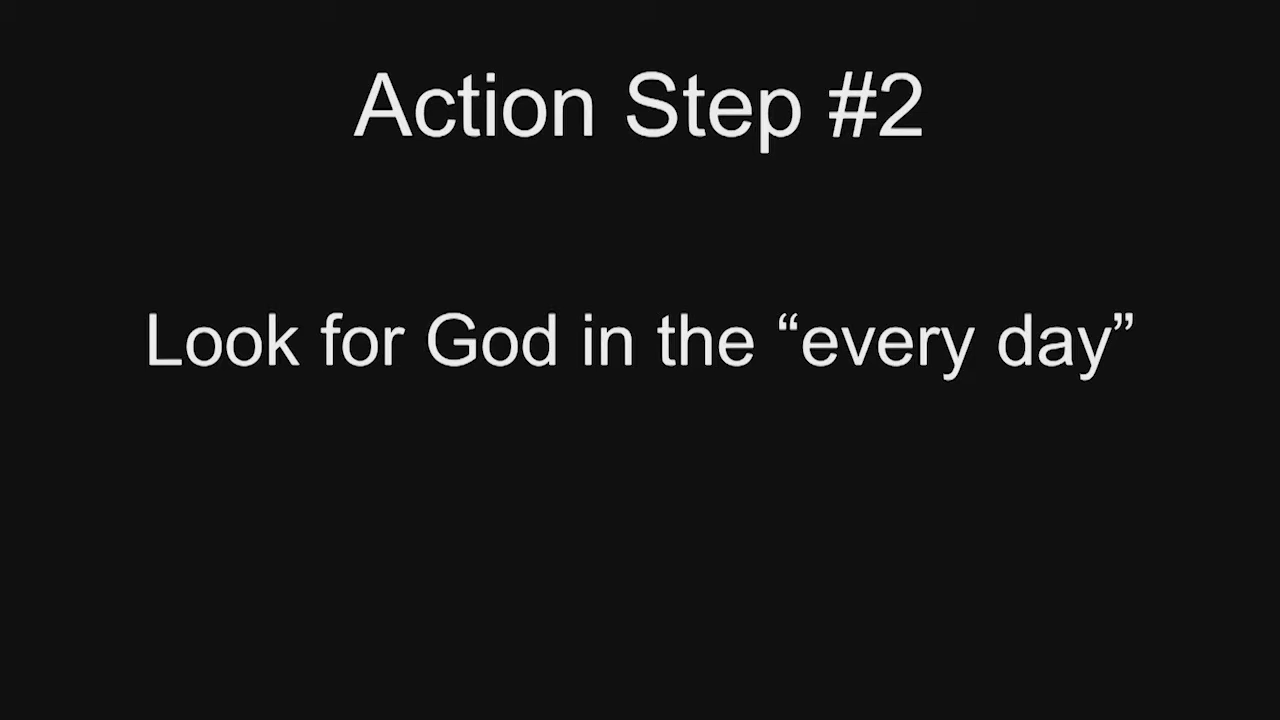 Action Step #2
Look for God in the “every day”